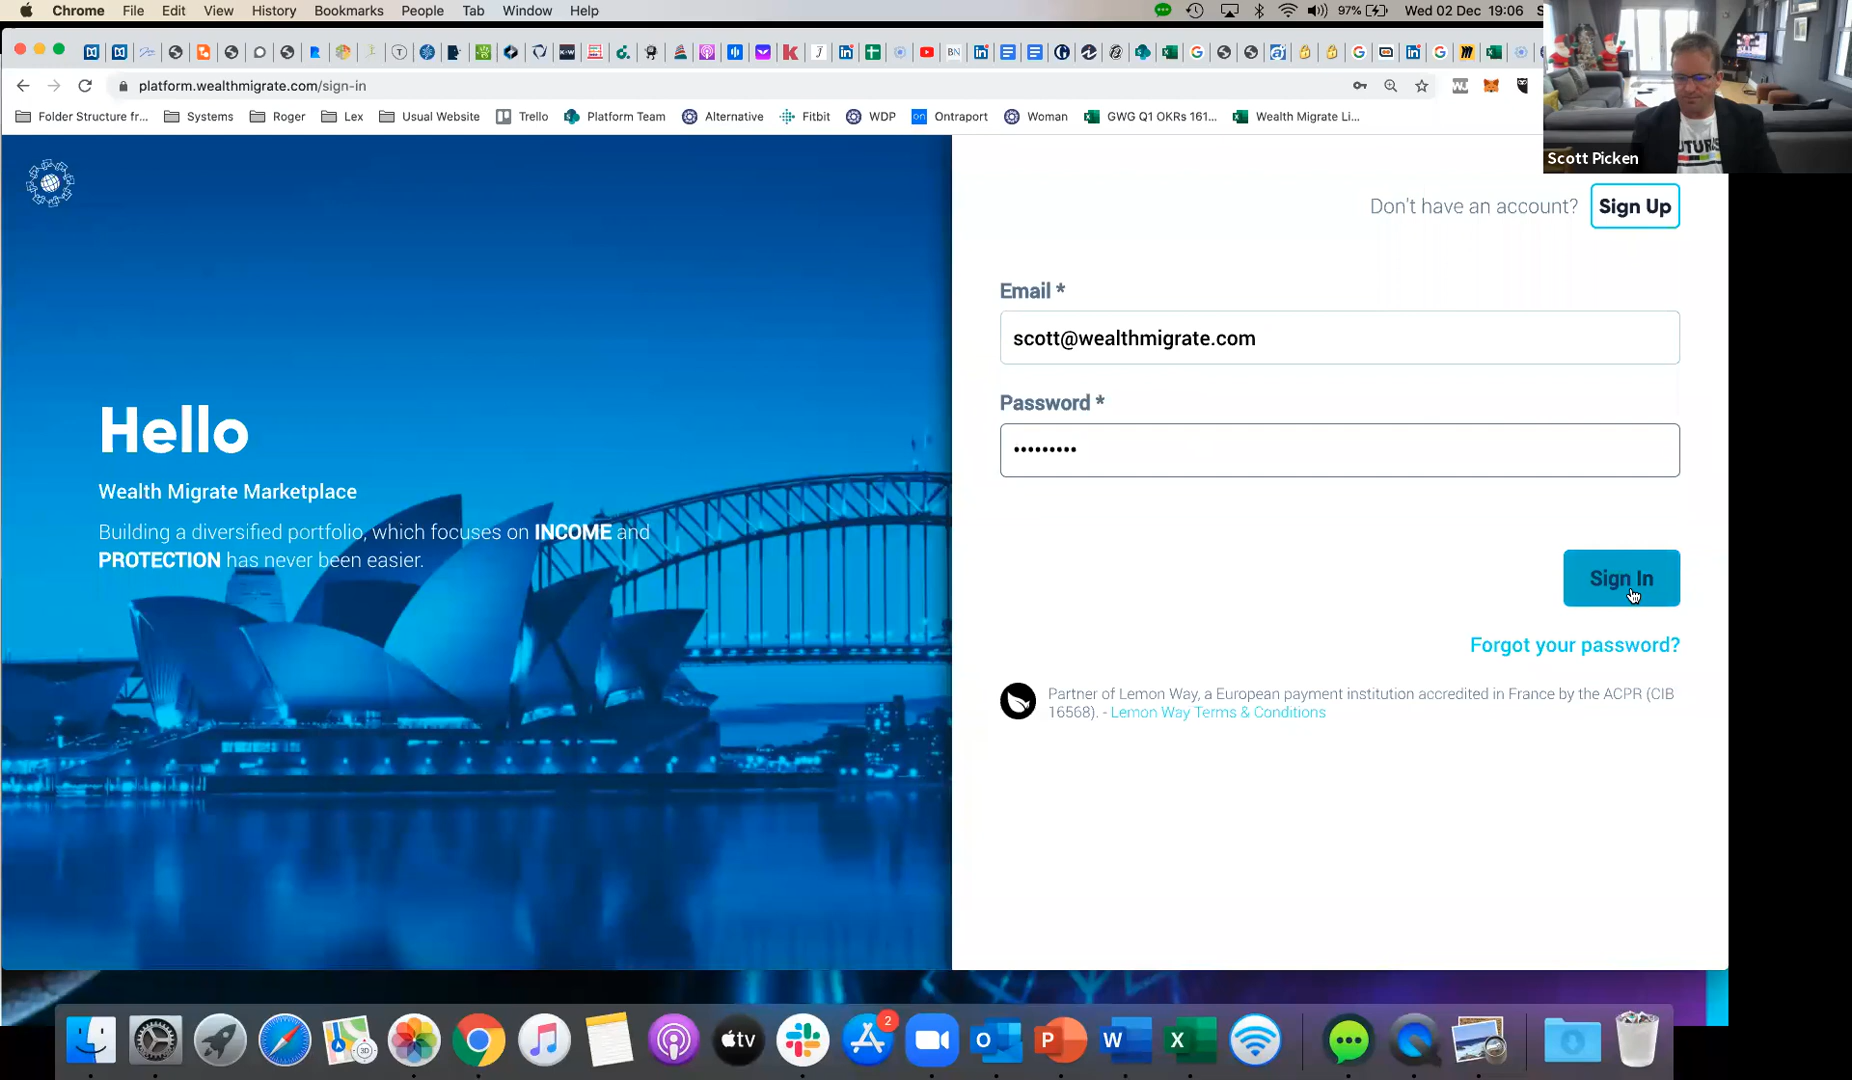 Chrome File Edit View History Bookmarks People Tab Window Help
97% Wed 02 Dec 19:06
platform.wealthmigrate.com/sign-in
Folder Structure fr... Systems Roger Lex Usual Website Trello Platform Team Alternative Fitbit WDP Ontraport Woman GWG Q1 OKRs 161... Wealth Migrate Li...
Scott Picken
Don't have an account? Sign Up
Email *
scott@wealthmigrate.com
Password *
•••••••••
Hello
Wealth Migrate Marketplace
Building a diversified portfolio, which focuses on INCOME and
PROTECTION has never been easier.
Sign In
Forgot your password?
Partner of Lemon Way, a European payment institution accredited in France by the ACPR (CIB
16568). - Lemon Way Terms & Conditions
2
tv
3D